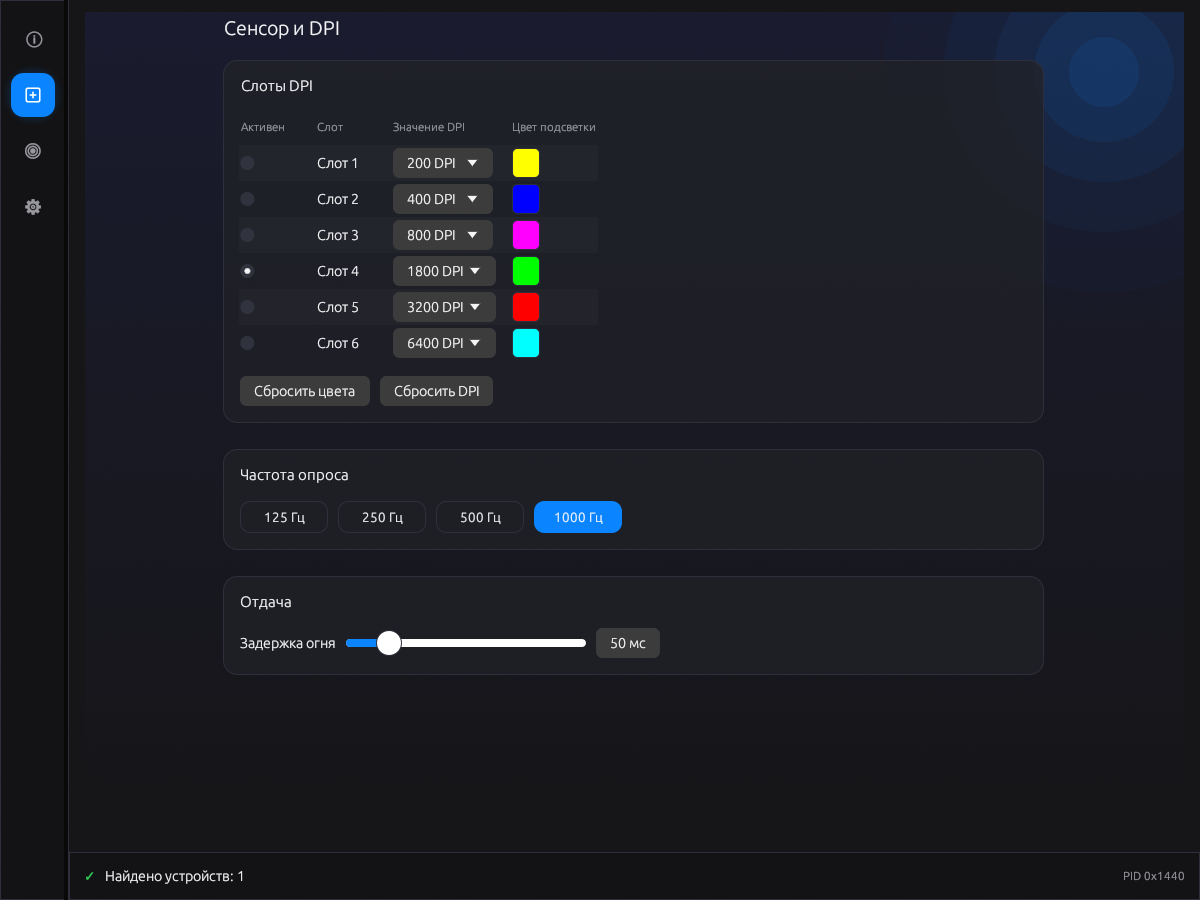 Сенсор и DPI
Слоты DPI
Активен Слот Значение DPI Цвет подсветки
Слот 1 200 DPI
Слот 2 400 DPI
Слот 3 800 DPI
Слот 4 1800 DPI
Слот 5 3200 DPI
Слот 6 6400 DPI
Сбросить цвета Сбросить DPI
Частота опроса
125 Гц 250 Гц 500 Гц 1000 Гц
Отдача
Задержка огня 50 мс
✓ Найдено устройств: 1 PID 0x1440